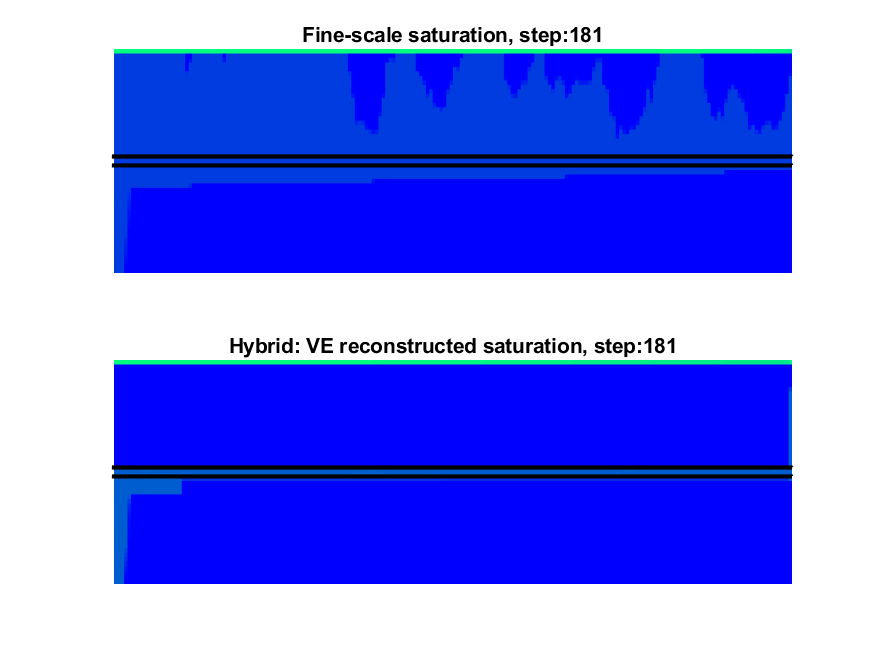 Fine-scale saturation, step:181
Hybrid: VE reconstructed saturation, step:181